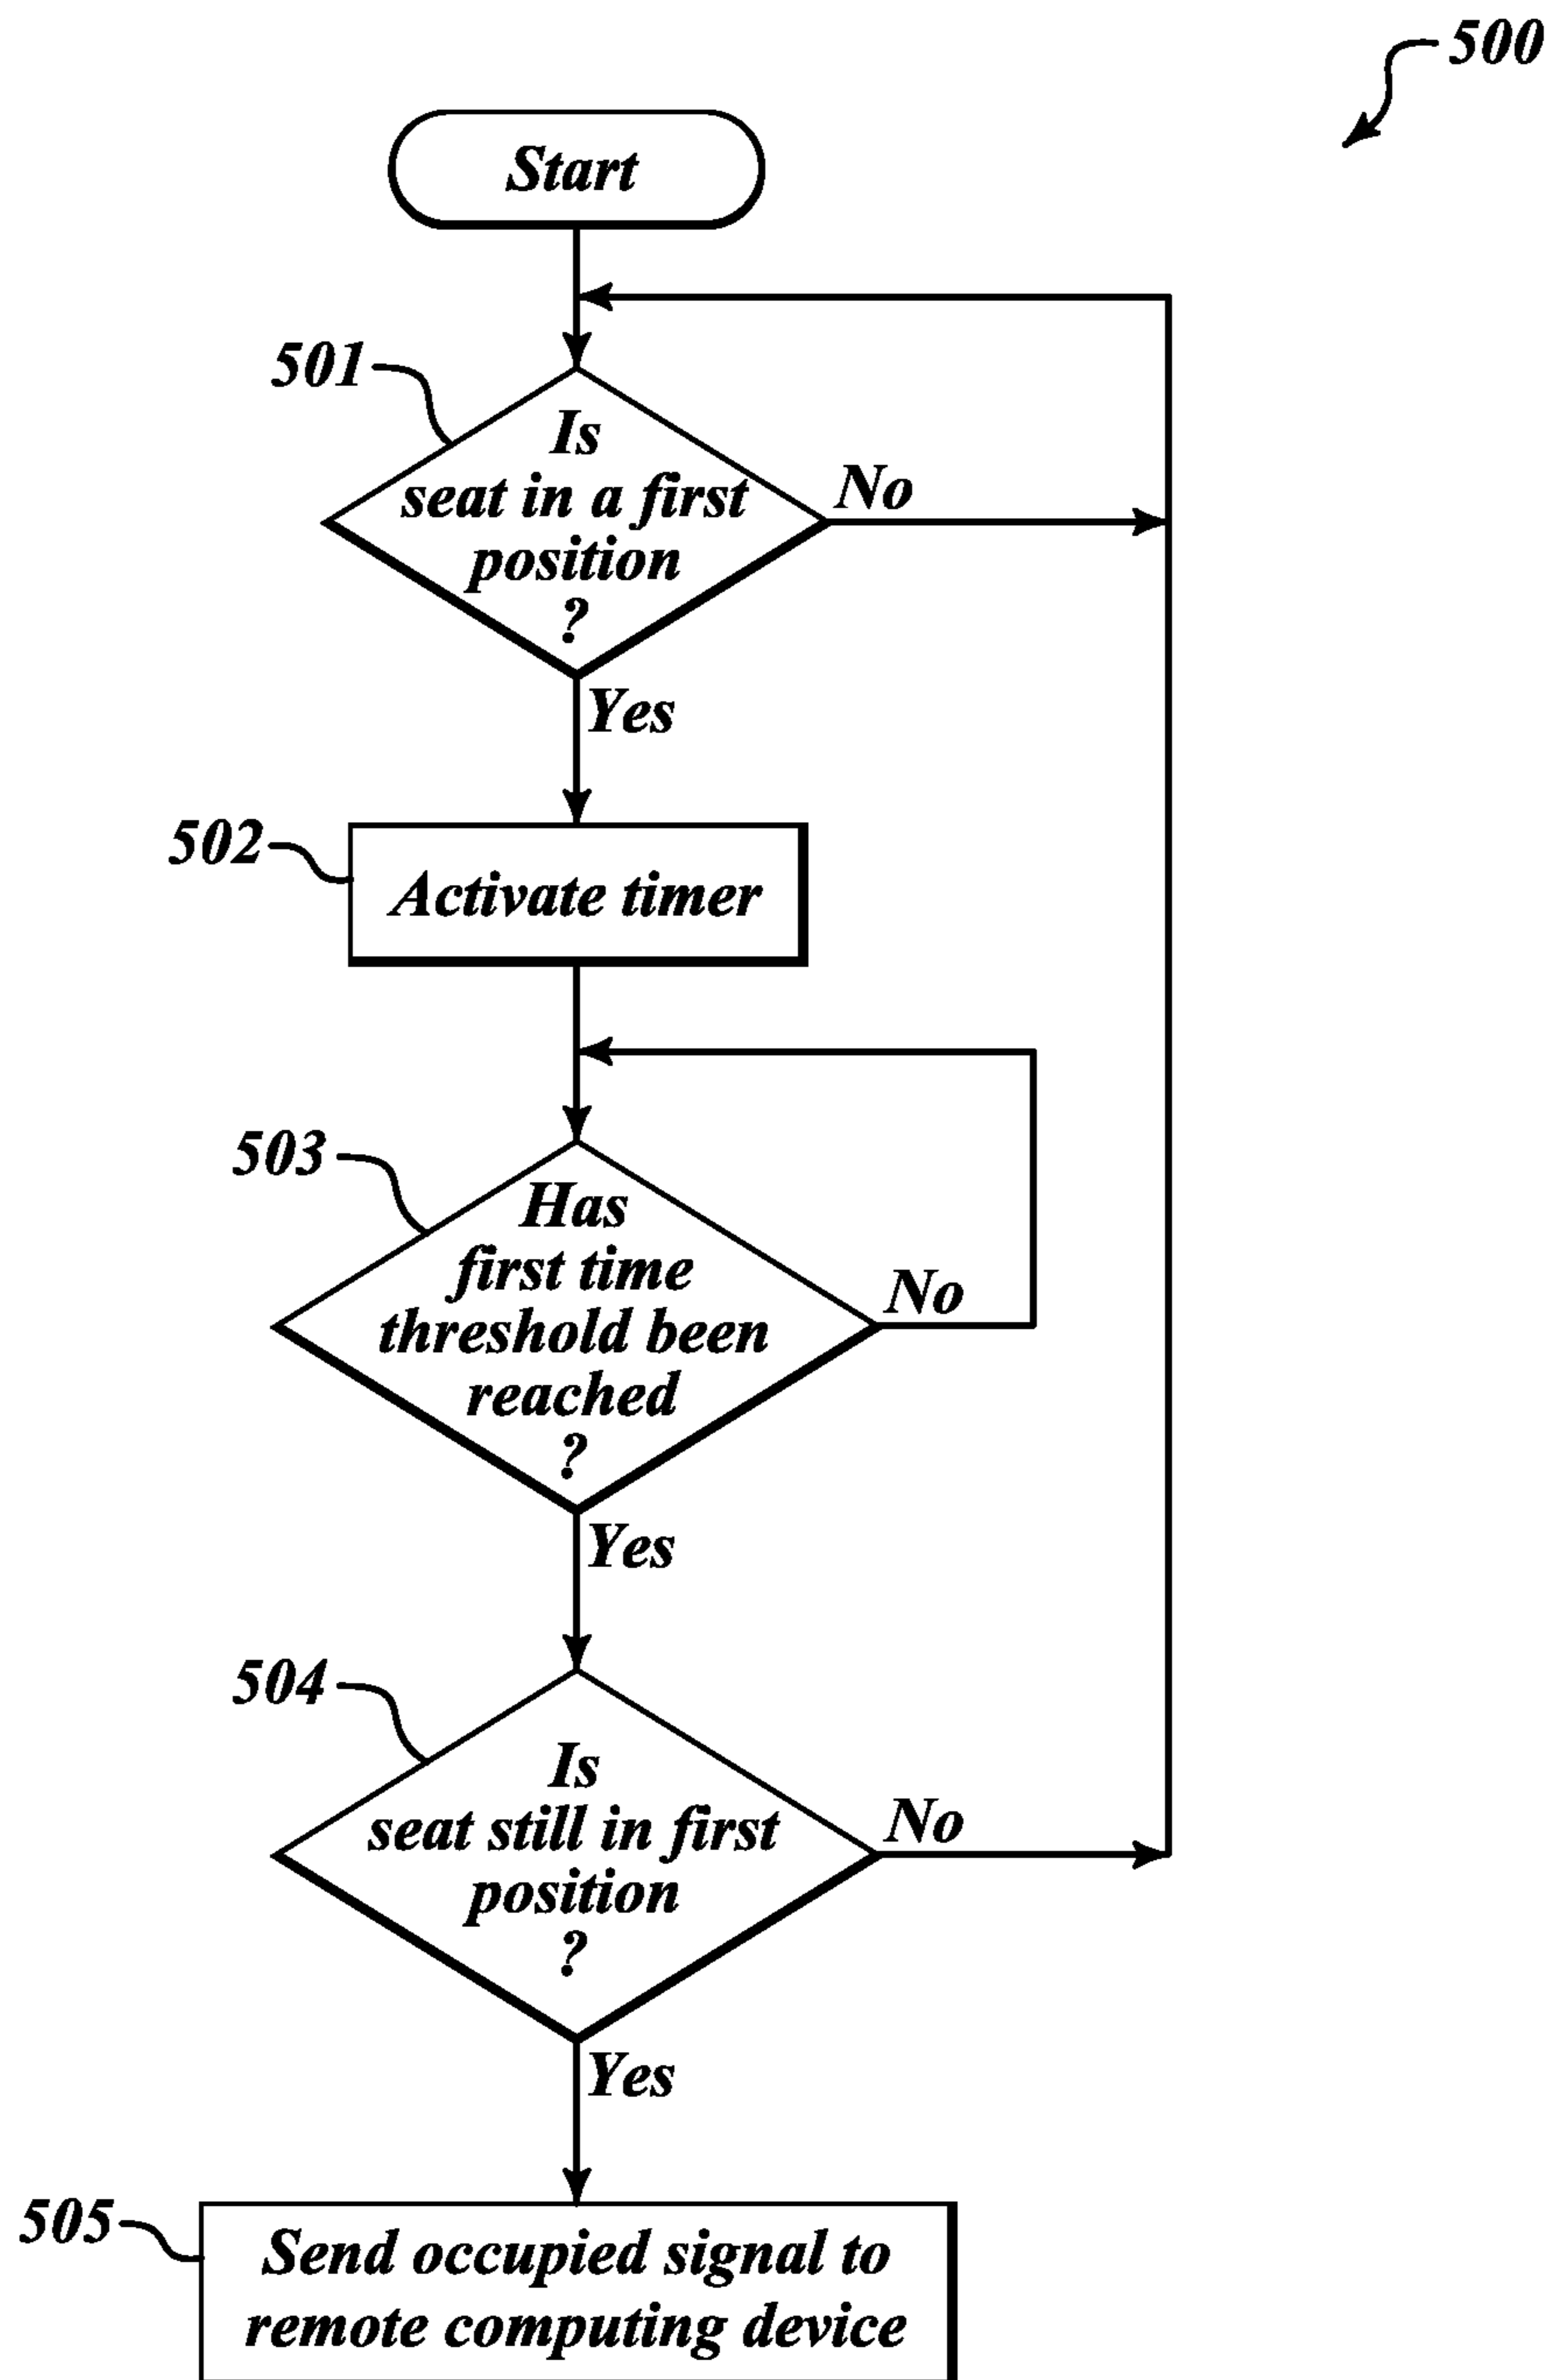 500
Start
501
Is
seat in a first
position
?
No
Yes
502
Activate timer
503
Has
first time
threshold been
reached
?
No
Yes
504
Is
seat still in first
position
?
No
Yes
505
Send occupied signal to
remote computing device